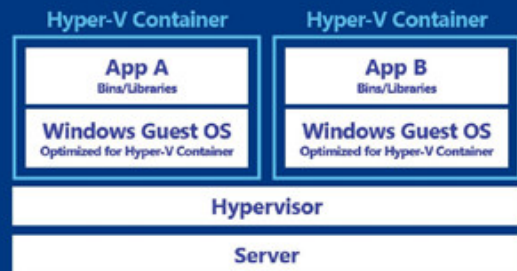 Hyper-V Container
Hyper-V Container
App A
Bins/Libraries
App B
Bins/Libraries
Windows Guest OS
Optimized for Hyper-V Container
Windows Guest OS
Optimized for Hyper-V Container
Hypervisor
Server